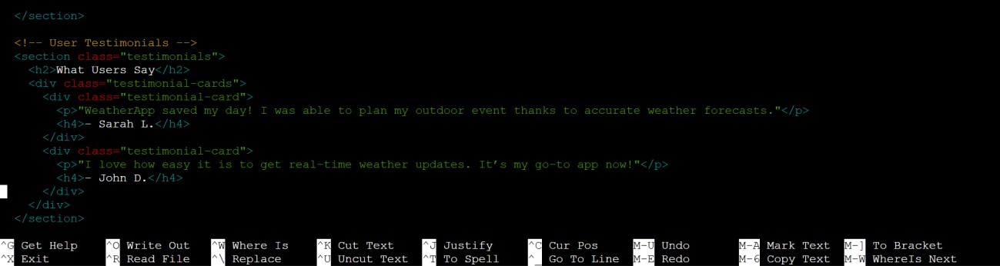 </section>
<!-- User Testimonials -->
<section class="testimonials">
<h2>What Users Say</h2>
<div class="testimonial-cards">
<div class="testimonial-card">
<p>"WeatherApp saved my day! I was able to plan my outdoor event thanks to accurate weather forecasts."</p>
<h4>- Sarah L.</h4>
</div>
<div class="testimonial-card">
<p>"I love how easy it is to get real-time weather updates. It’s my go-to app now!"</p>
<h4>- John D.</h4>
</div>
</div>
</section>
^G Get Help ^O Write Out ^W Where Is ^K Cut Text ^J Justify ^C Cur Pos M-U Undo M-A Mark Text M-] To Bracket
^X Exit ^R Read File ^\ Replace ^U Uncut Text ^T To Spell ^_ Go To Line M-E Redo M-6 Copy Text M-W WhereIs Next